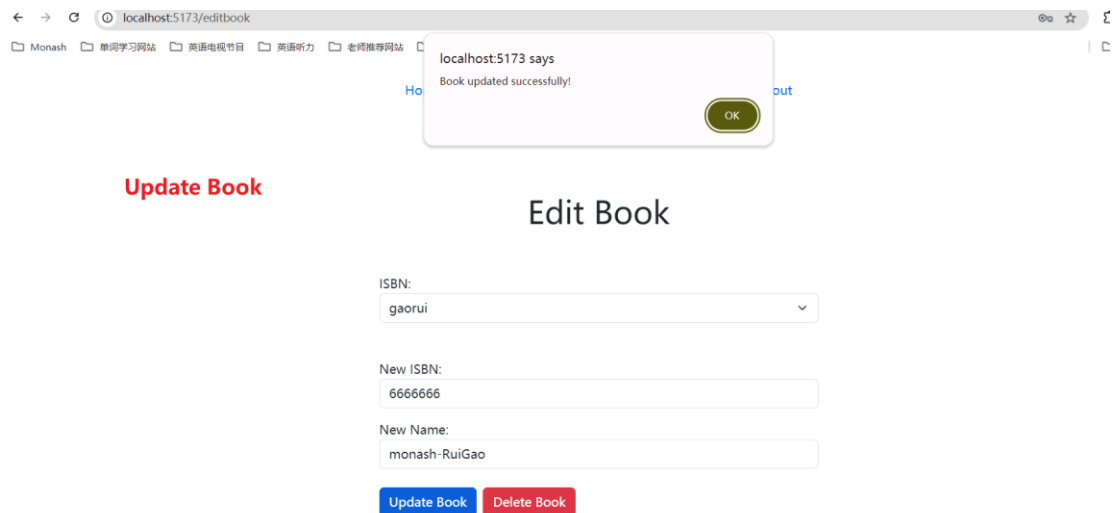 localhost:5173/editbook
Monash 单词学习网站 英语电视节目 英语听力 老师推荐网站
localhost:5173 says
Book updated successfully!
OK
Ho out
Update Book
Edit Book
ISBN:
gaorui
New ISBN:
6666666
New Name:
monash-RuiGao
Update Book Delete Book